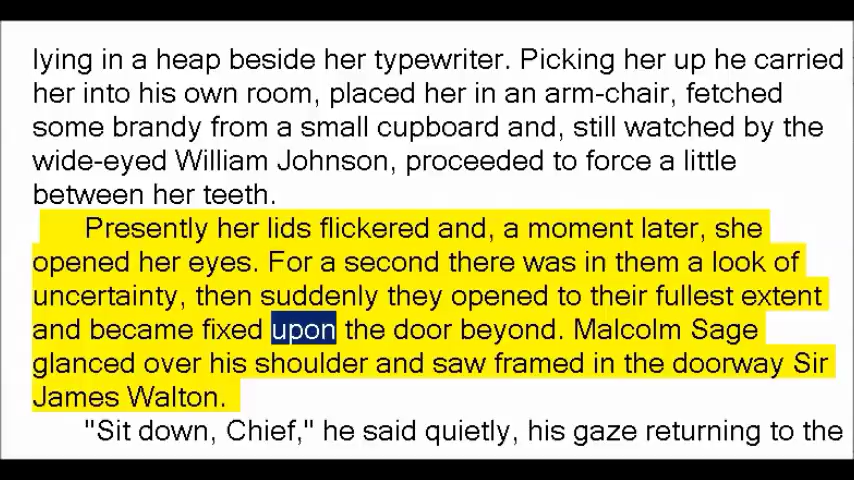 lying in a heap beside her typewriter. Picking her up he carried
her into his own room, placed her in an arm-chair, fetched
some brandy from a small cupboard and, still watched by the
wide-eyed William Johnson, proceeded to force a little
between her teeth.
Presently her lids flickered and, a moment later, she
opened her eyes. For a second there was in them a look of
uncertainty, then suddenly they opened to their fullest extent
and became fixed upon the door beyond. Malcolm Sage
glanced over his shoulder and saw framed in the doorway Sir
James Walton.
"Sit down, Chief," he said quietly, his gaze returning to the